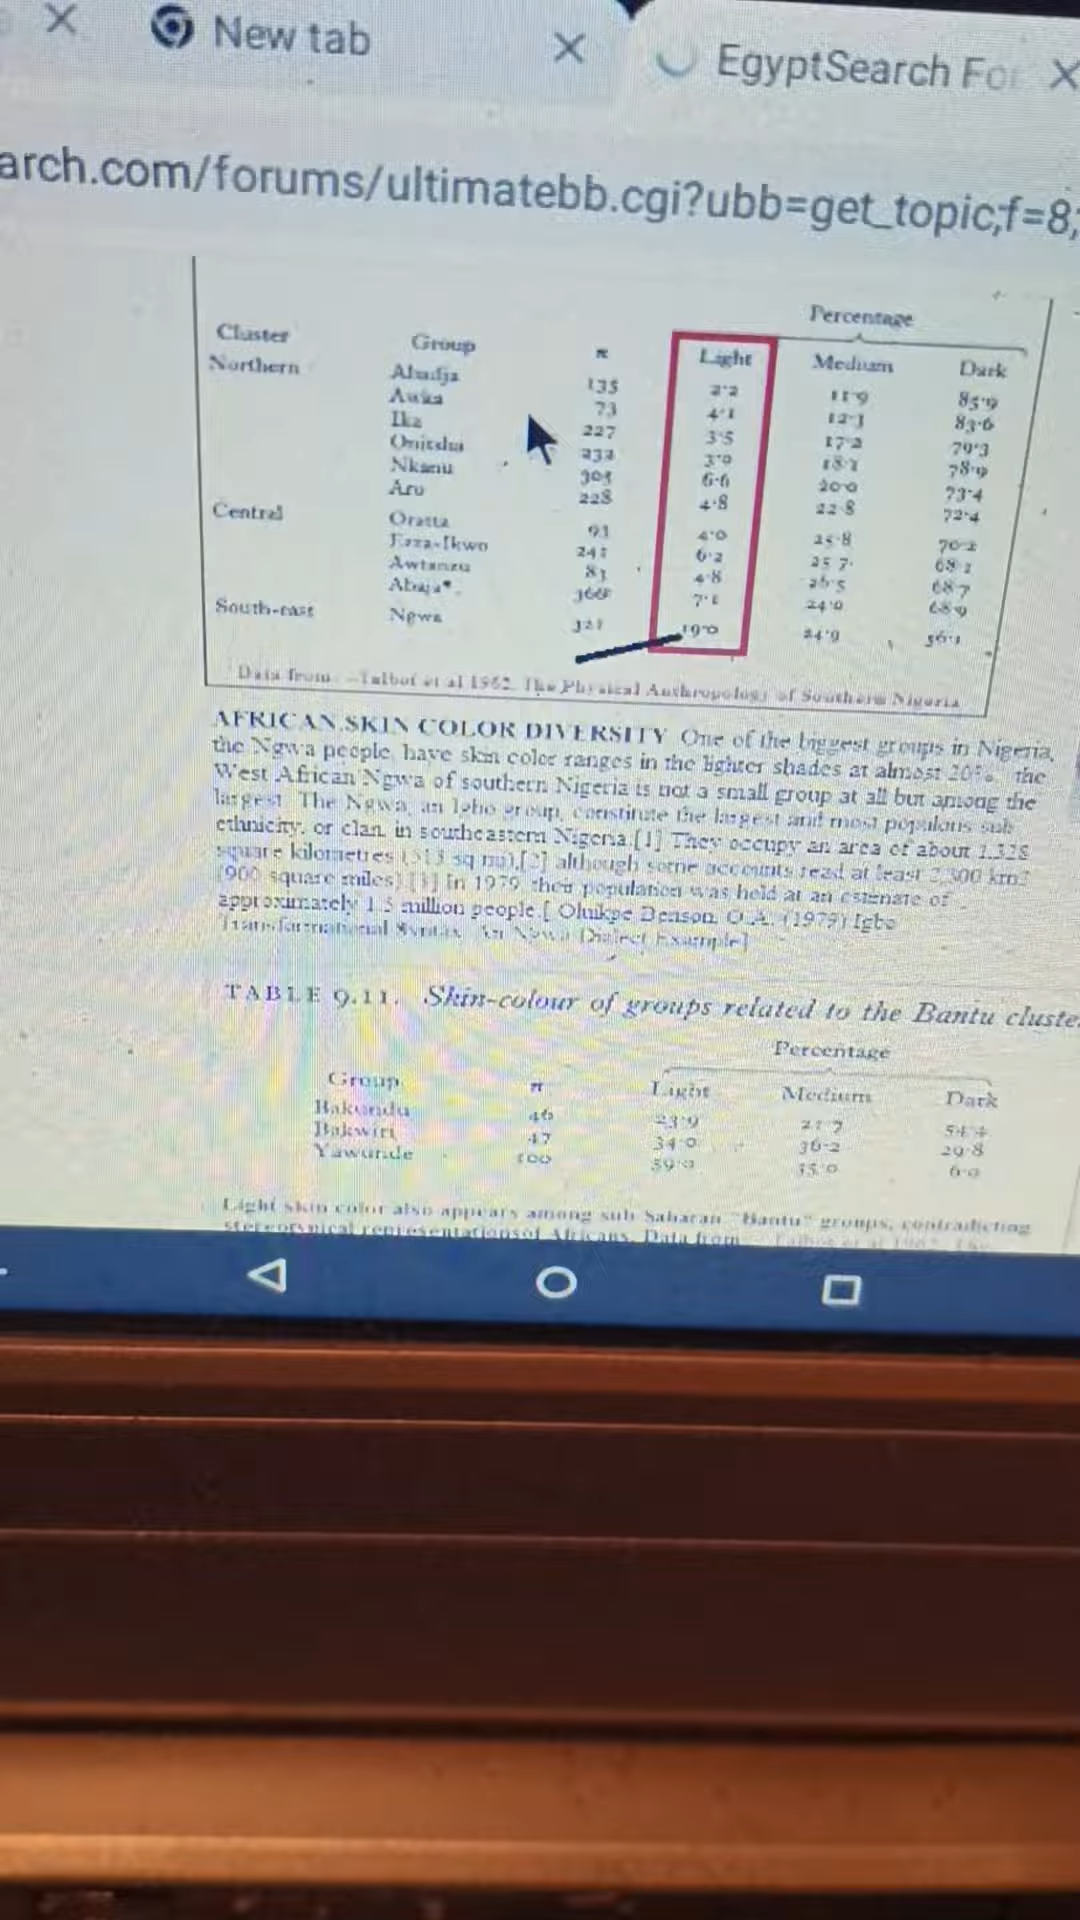 New tab
EgyptSearch For
arch.com/forums/ultimatebb.cgi?ubb=get_topic;f=8;
Percentage
Cluster Group n Light Medium Dark
Northern Abadja 135 2·2 11·9 85·9
Awka 73 4·1 12·3 83·6
Ika 227 3·5 17·2 79·3
Onitsha 232 3·0 18·1 78·9
Nkanu 305 6·6 20·0 73·4
Aro 228 4·8 22·8 72·4
Central Oratta 4·0 25·8 70·2
Ezza-Ikwo 241 6·2 25·7 68·1
Awtanzu 83 4·8 26·5 68·7
Abaja* 366 7·1 24·0 68·9
South-east Ngwa 321 19·0 24·9 56·1
Data from: –Talbot et al 1962. The Physical Anthropology of Southern Nigeria
AFRICAN SKIN COLOR DIVERSITY One of the biggest groups in Nigeria,
the Ngwa people, have skin color ranges in the lighter shades at almost 20%. the
West African Ngwa of southern Nigeria is not a small group at all but among the
largest. The Ngwa, an Igbo group, constitute the largest and most populous sub-
ethnicity, or clan, in southeastern Nigeria.[1] They occupy an area of about 1,328
square kilometres (513 sq mi),[2] although some accounts read at least 2,300 km2
(900 square miles).[3] In 1979 their population was held at an estimate of
approximately 1.5 million people.[ Oluikpe Benson, O.A. (1979) Igbo
Transformational Syntax: An Ngwa Dialect Example]
TABLE 9.11. Skin-colour of groups related to the Bantu cluster
Percentage
Group n Light Medium Dark
Bakundu 46 23·9 21·7 54·4
Bakwiri 47 34·0 36·2 29·8
Yawunde 100 59·0 35·0 6·0
Light skin color also appears among sub Saharan "Bantu" groups, contradicting
stereotypical representations of Africans. Data from